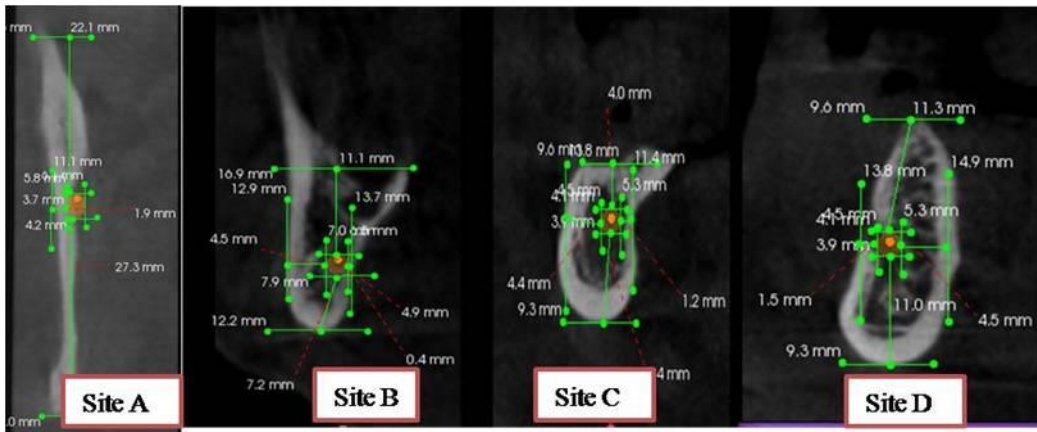 22.1 mm
11.1 mm
5.8
3.7 mm
4.2
1.9 mm
27.3 mm
Site A
16.9 mm
11.1 mm
12.9 mm
13.7 mm
7.0
4.5 mm
7.9
4.9 mm
12.2 mm
0.4 mm
7.2 mm
Site B
4.0 mm
9.6
13.8 mm
11.4 mm
5.3 mm
4.4 mm
1.2 mm
9.3 mm
Site C
9.6 mm
11.3 mm
13.8 mm
14.9 mm
5.3 mm
3.9 mm
1.5 mm
11.0 mm
4.5 mm
9.3 mm
Site D